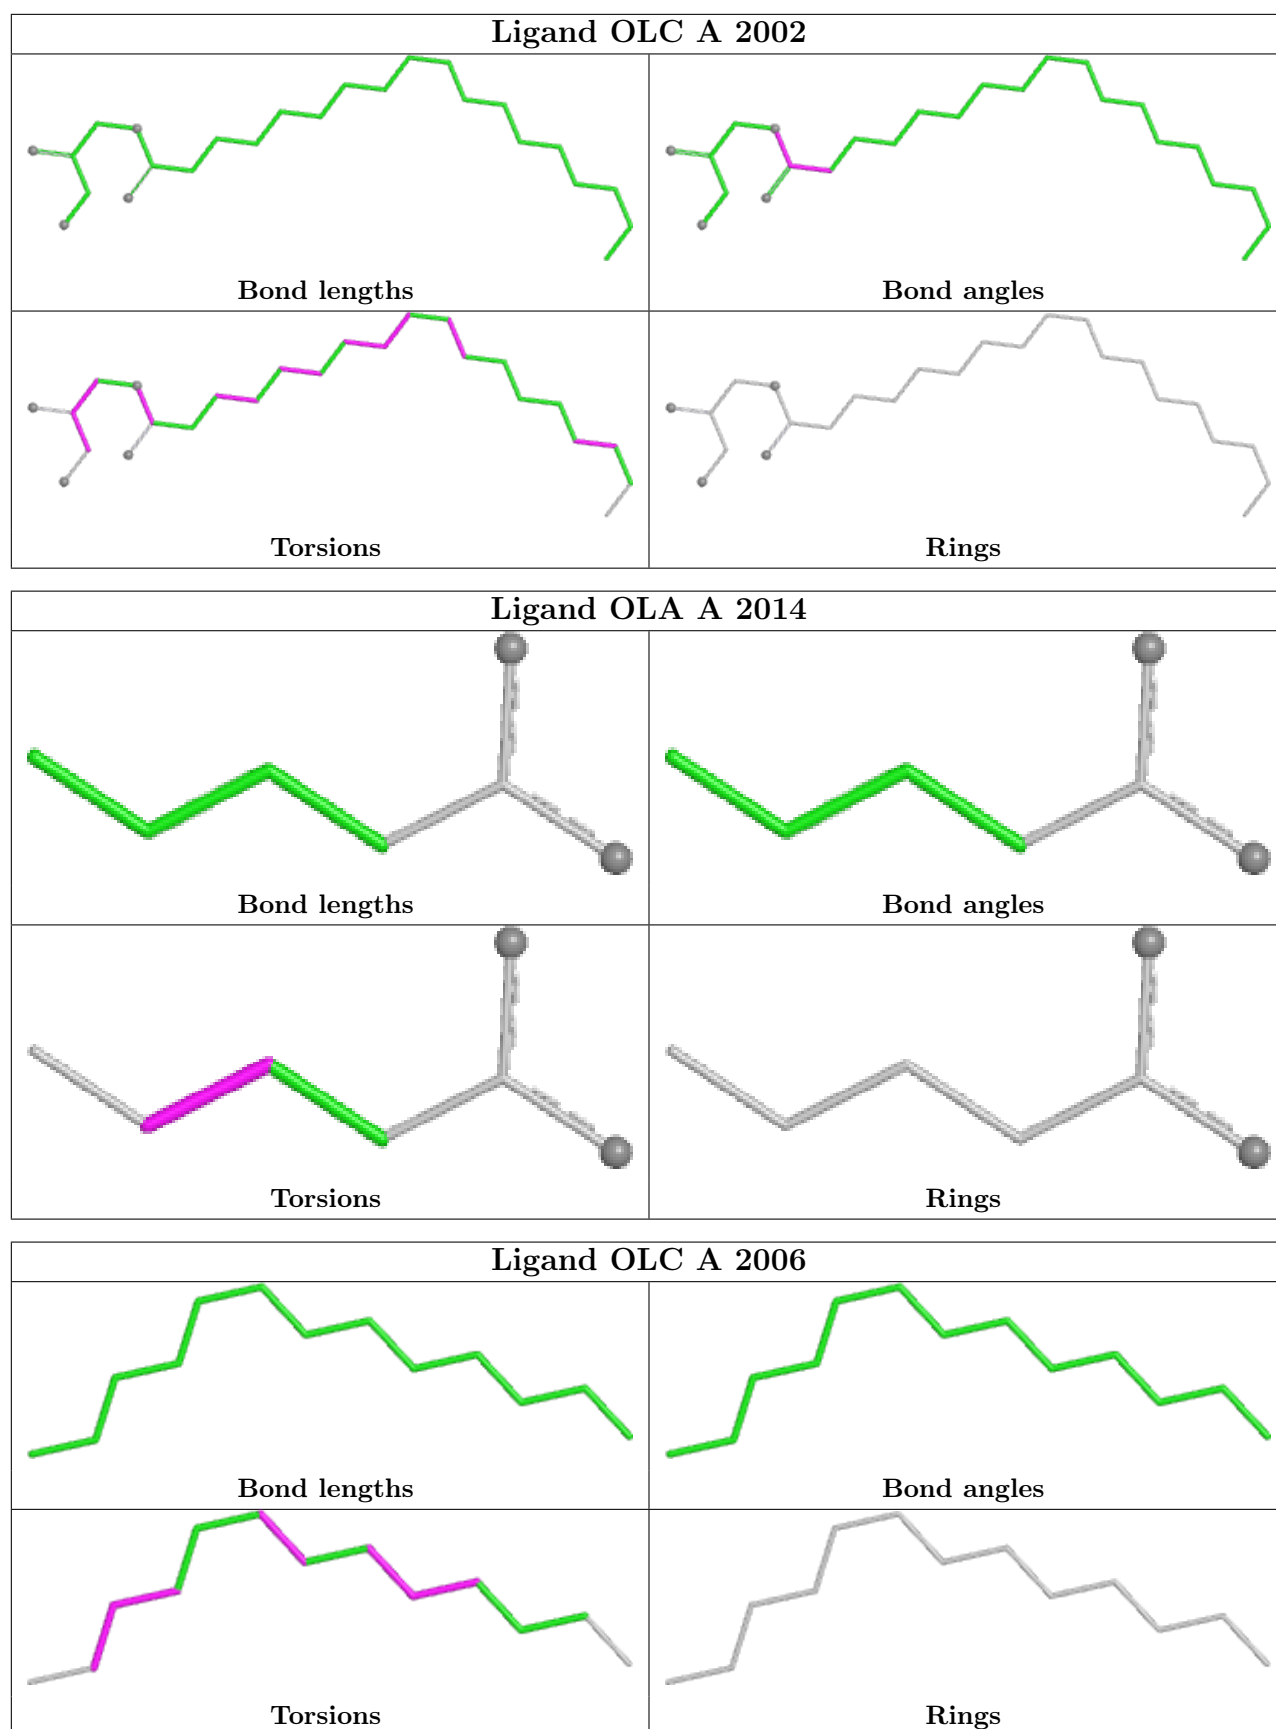 Ligand OLC A 2002
Bond lengths
Bond angles
Torsions
Rings
Ligand OLA A 2014
Bond lengths
Bond angles
Torsions
Rings
Ligand OLC A 2006
Bond lengths
Bond angles
Torsions
Rings